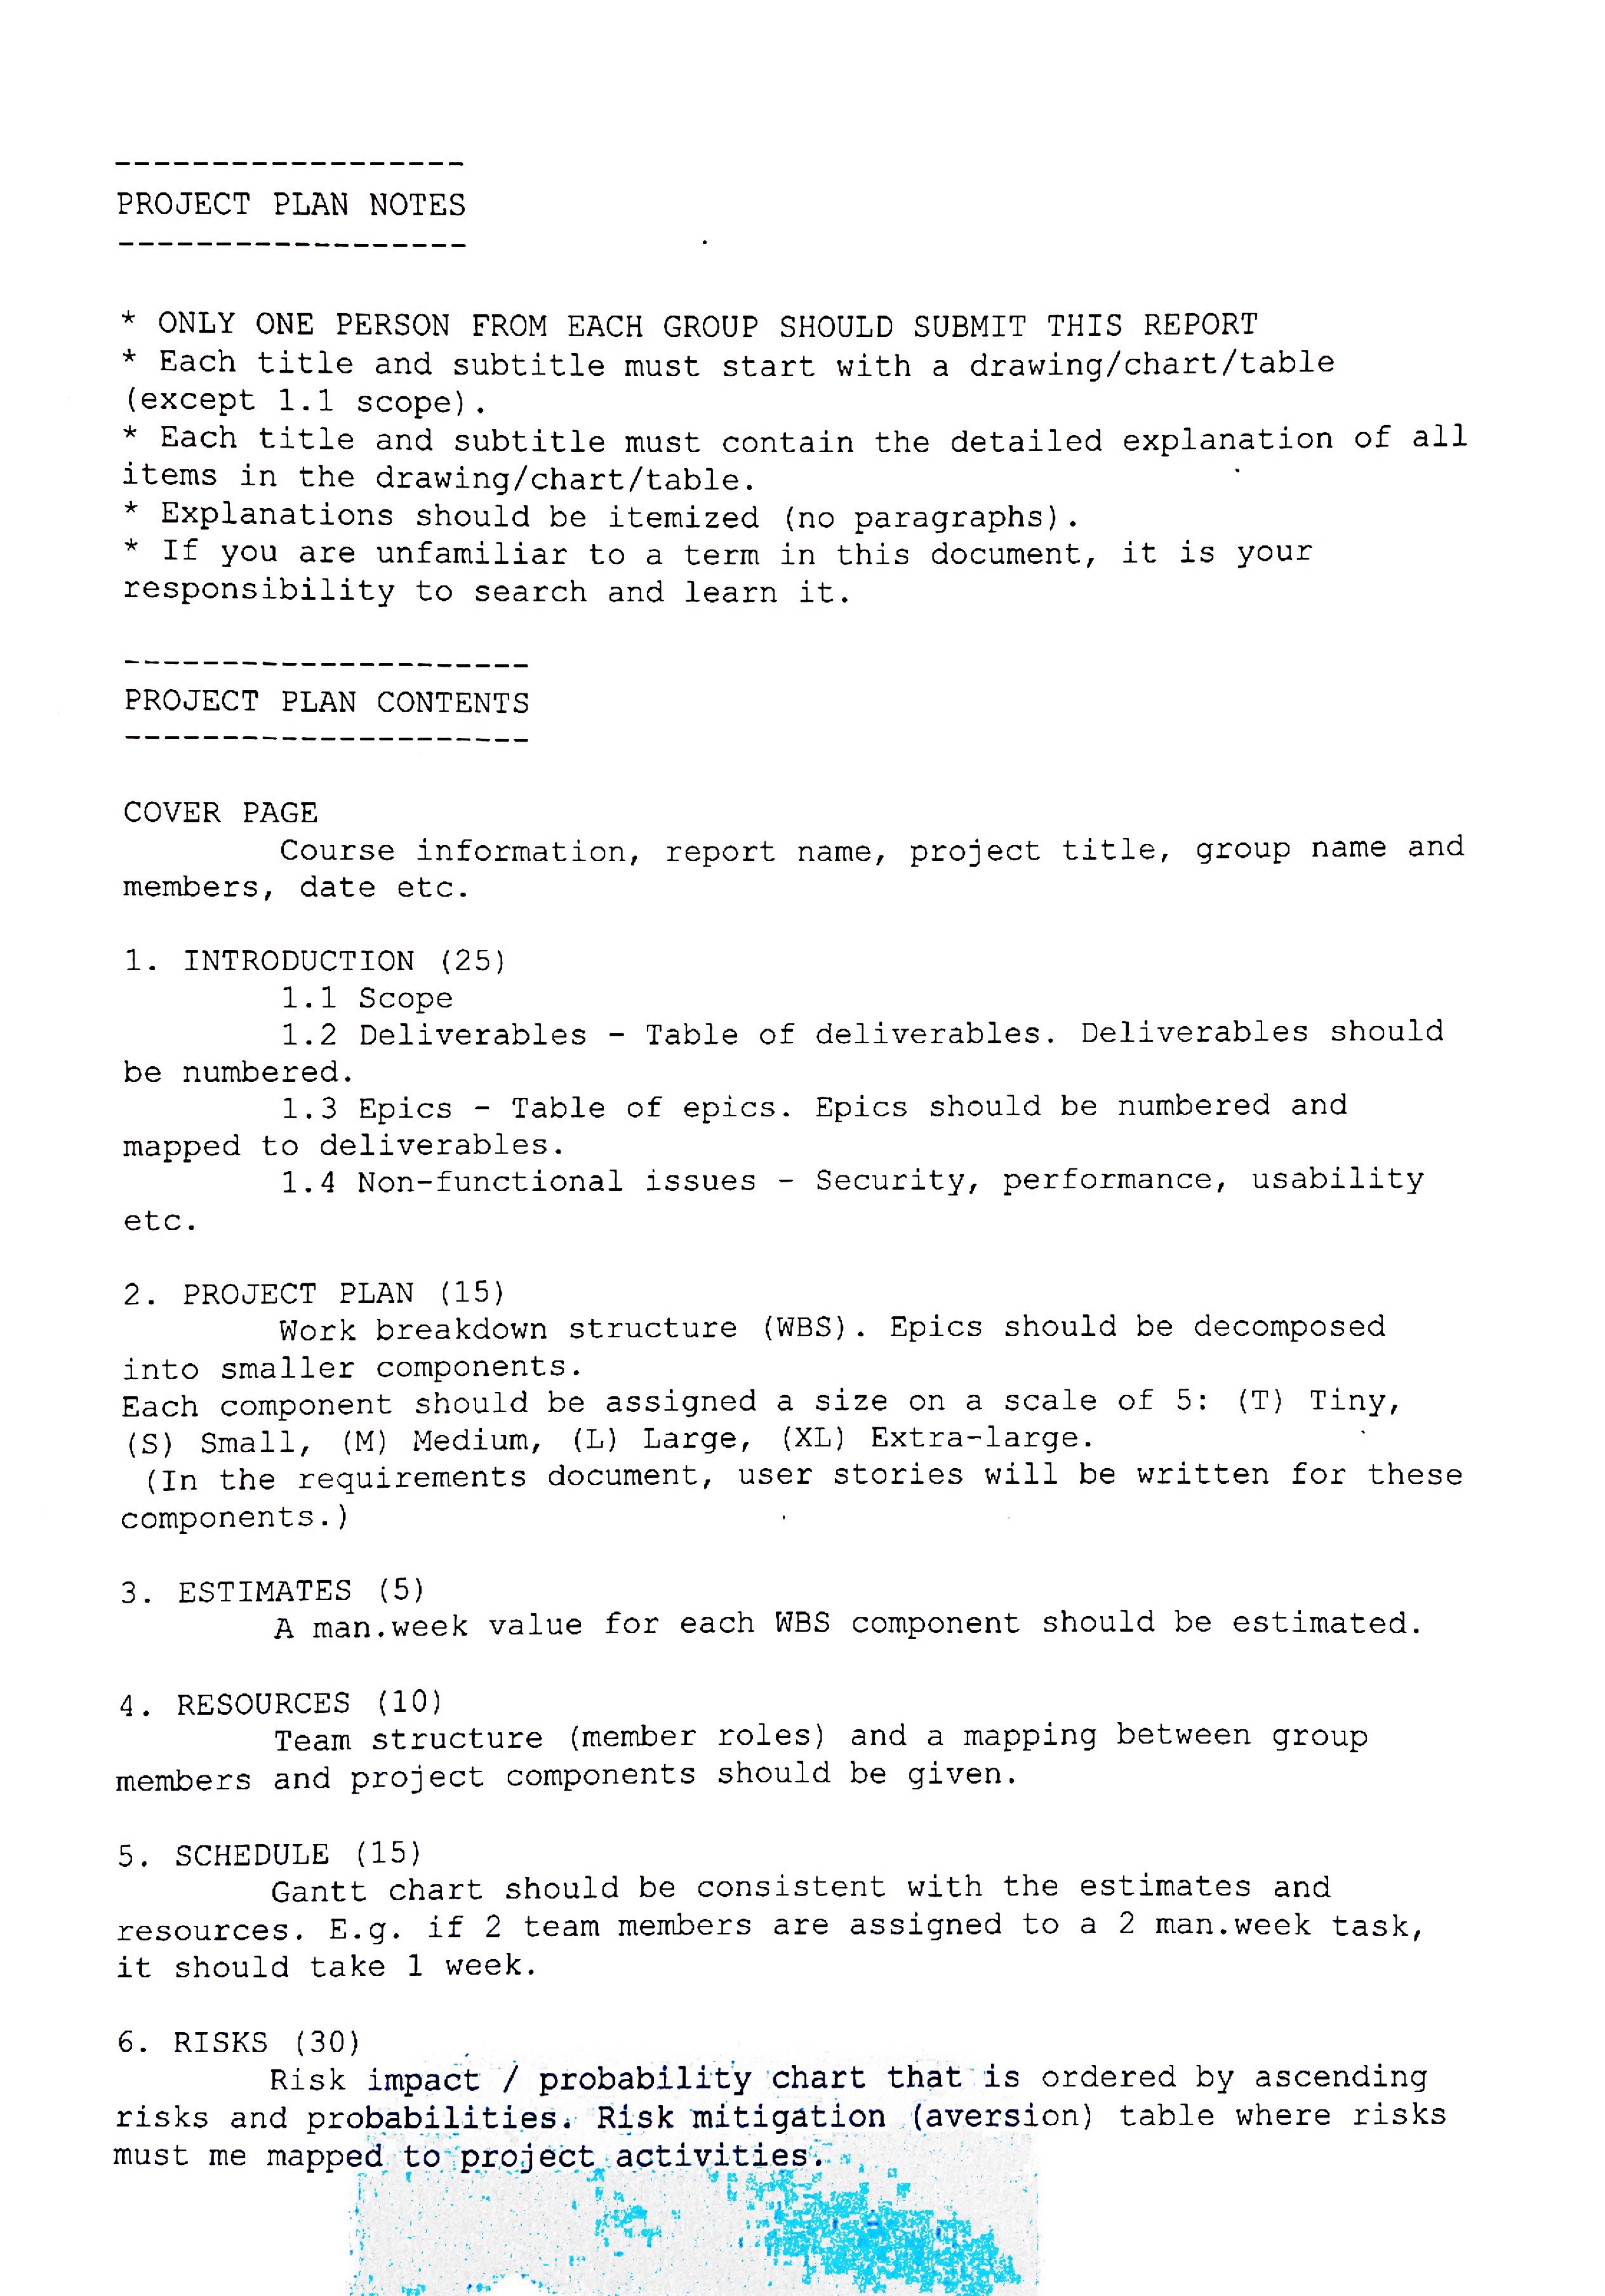 ------------------
PROJECT PLAN NOTES
------------------
* ONLY ONE PERSON FROM EACH GROUP SHOULD SUBMIT THIS REPORT
* Each title and subtitle must start with a drawing/chart/table
(except 1.1 scope).
* Each title and subtitle must contain the detailed explanation of all
items in the drawing/chart/table.
* Explanations should be itemized (no paragraphs).
* If you are unfamiliar to a term in this document, it is your
responsibility to search and learn it.
---------------------
PROJECT PLAN CONTENTS
---------------------
COVER PAGE
Course information, report name, project title, group name and
members, date etc.
1. INTRODUCTION (25)
1.1 Scope
1.2 Deliverables - Table of deliverables. Deliverables should
be numbered.
1.3 Epics - Table of epics. Epics should be numbered and
mapped to deliverables.
1.4 Non-functional issues - Security, performance, usability
etc.
2. PROJECT PLAN (15)
Work breakdown structure (WBS). Epics should be decomposed
into smaller components.
Each component should be assigned a size on a scale of 5: (T) Tiny,
(S) Small, (M) Medium, (L) Large, (XL) Extra-large.
(In the requirements document, user stories will be written for these
components.)
3. ESTIMATES (5)
A man.week value for each WBS component should be estimated.
4. RESOURCES (10)
Team structure (member roles) and a mapping between group
members and project components should be given.
5. SCHEDULE (15)
Gantt chart should be consistent with the estimates and
resources. E.g. if 2 team members are assigned to a 2 man.week task,
it should take 1 week.
6. RISKS (30)
Risk impact / probability chart that is ordered by ascending
risks and probabilities. Risk mitigation (aversion) table where risks
must me mapped to project activities.